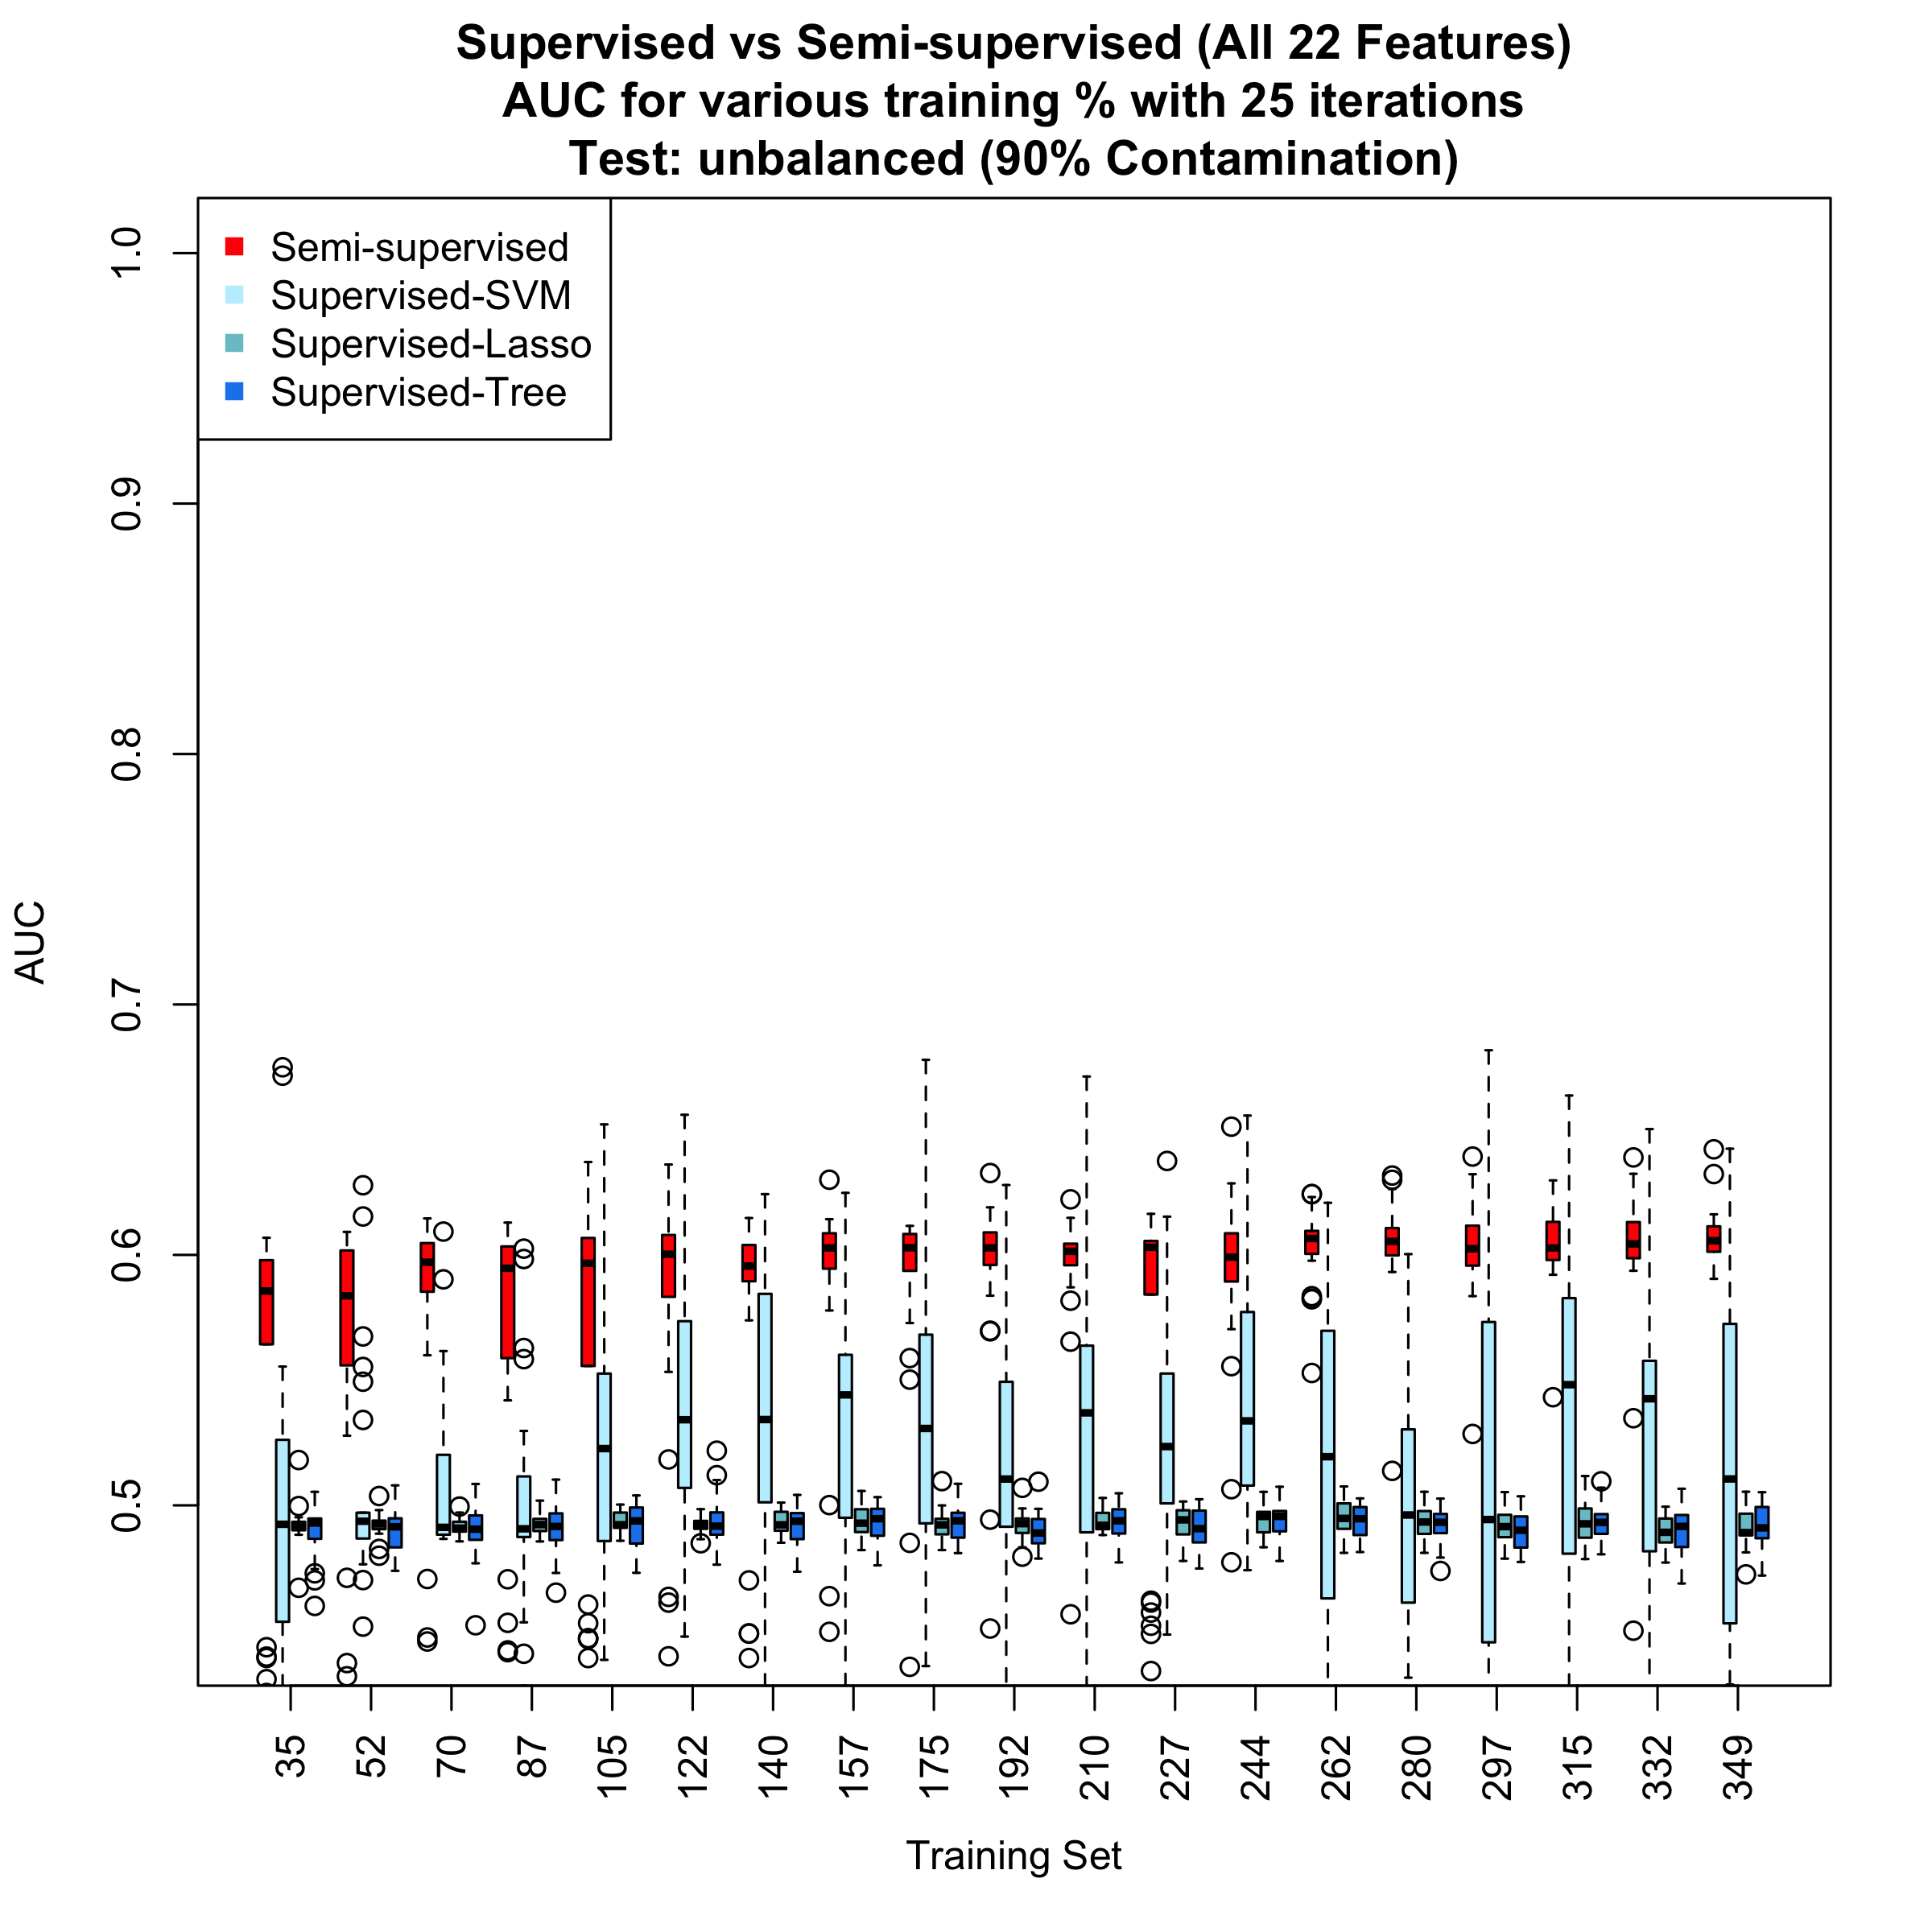 Supervised vs Semi-supervised (All 22 Features)
AUC for various training % with 25 iterations
Test: unbalanced (90% Contamination)
Semi-supervised
Supervised-SVM
Supervised-Lasso
Supervised-Tree
1.0
0.9
0.8
0.7
0.6
0.5
AUC
35 52 70 87 105 122 140 157 175 192 210 227 244 262 280 297 315 332 349
Training Set